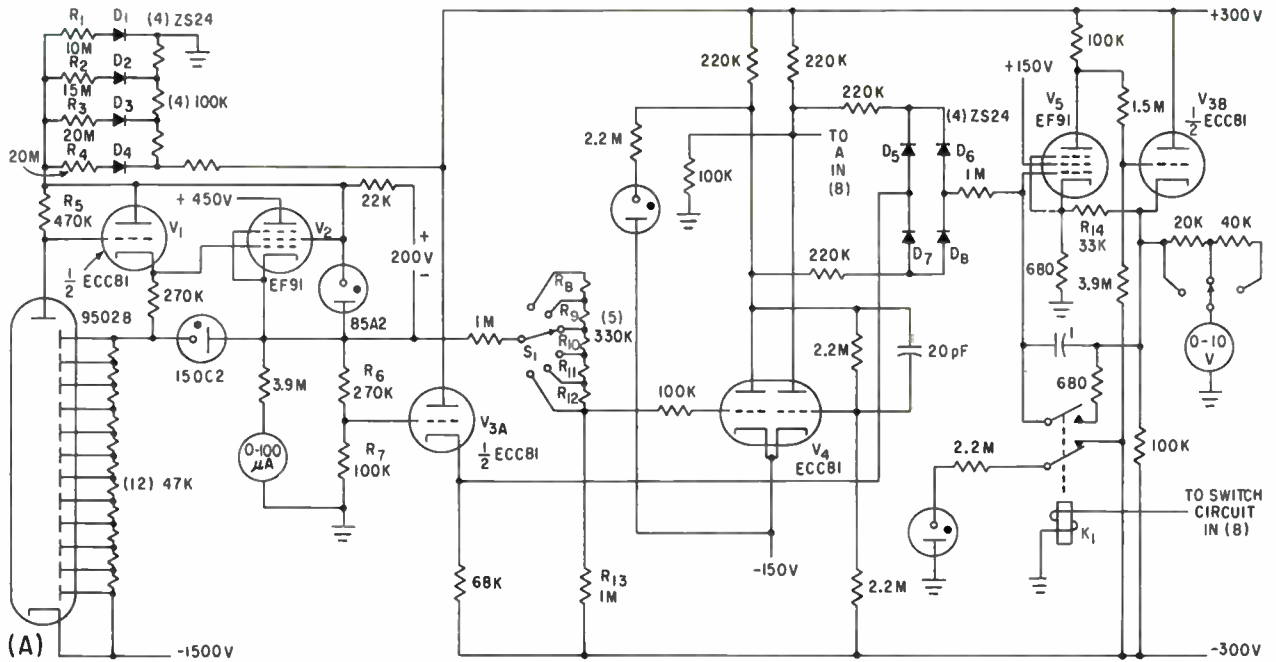 R1
D1
(4) ZS24
10M
R2
D2
15M
R3
D3
(4) 100K
20M
R4
D4
20M
R5
470K
V1
1/2 ECC81
270K
+ 450V
V2
EF91
22K
+
200V
-
85A2
95028
150C2
3.9M
0-100 μA
R6
270K
R7
100K
(12) 47K
V3A
1/2 ECC81
68K
1M
S1
R8
R9
R10
R11
R12
(5)
330K
R13
1M
100K
2.2M
220K
220K
220K
100K
TO
A
IN
(8)
(4) ZS24
D5
D6
D7
D8
1M
220K
2.2M
20pF
V4
ECC81
-150V
2.2M
+300V
100K
+150V
V5
EF91
1.5M
V3B
1/2 ECC81
R14
33K
680
3.9M
20K
40K
0-10
V
1
680
100K
2.2M
K1
TO SWITCH
CIRCUIT
IN (8)
(A)
-1500V
-300V